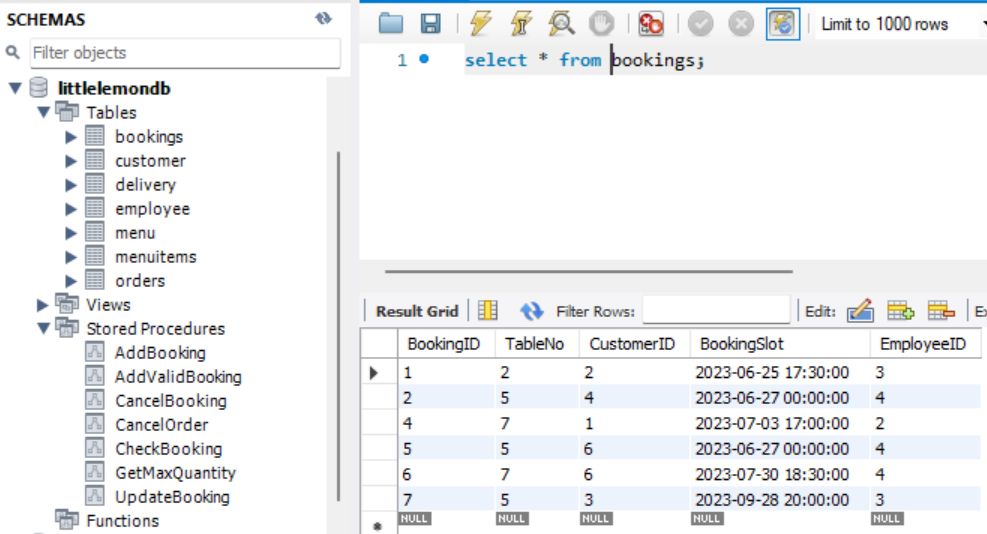 SCHEMAS
Filter objects
littlelemondb
Tables
bookings
customer
delivery
employee
menu
menuitems
orders
Views
Stored Procedures
AddBooking
AddValidBooking
CancelBooking
CancelOrder
CheckBooking
GetMaxQuantity
UpdateBooking
Functions
Limit to 1000 rows
1 select * from bookings;
Result Grid Filter Rows: Edit:
BookingID TableNo CustomerID BookingSlot EmployeeID
1 2 2 2023-06-25 17:30:00 3
2 5 4 2023-06-27 00:00:00 4
4 7 1 2023-07-03 17:00:00 2
5 5 6 2023-06-27 00:00:00 4
6 7 6 2023-07-30 18:30:00 4
7 5 3 2023-09-28 20:00:00 3
NULL NULL NULL NULL NULL